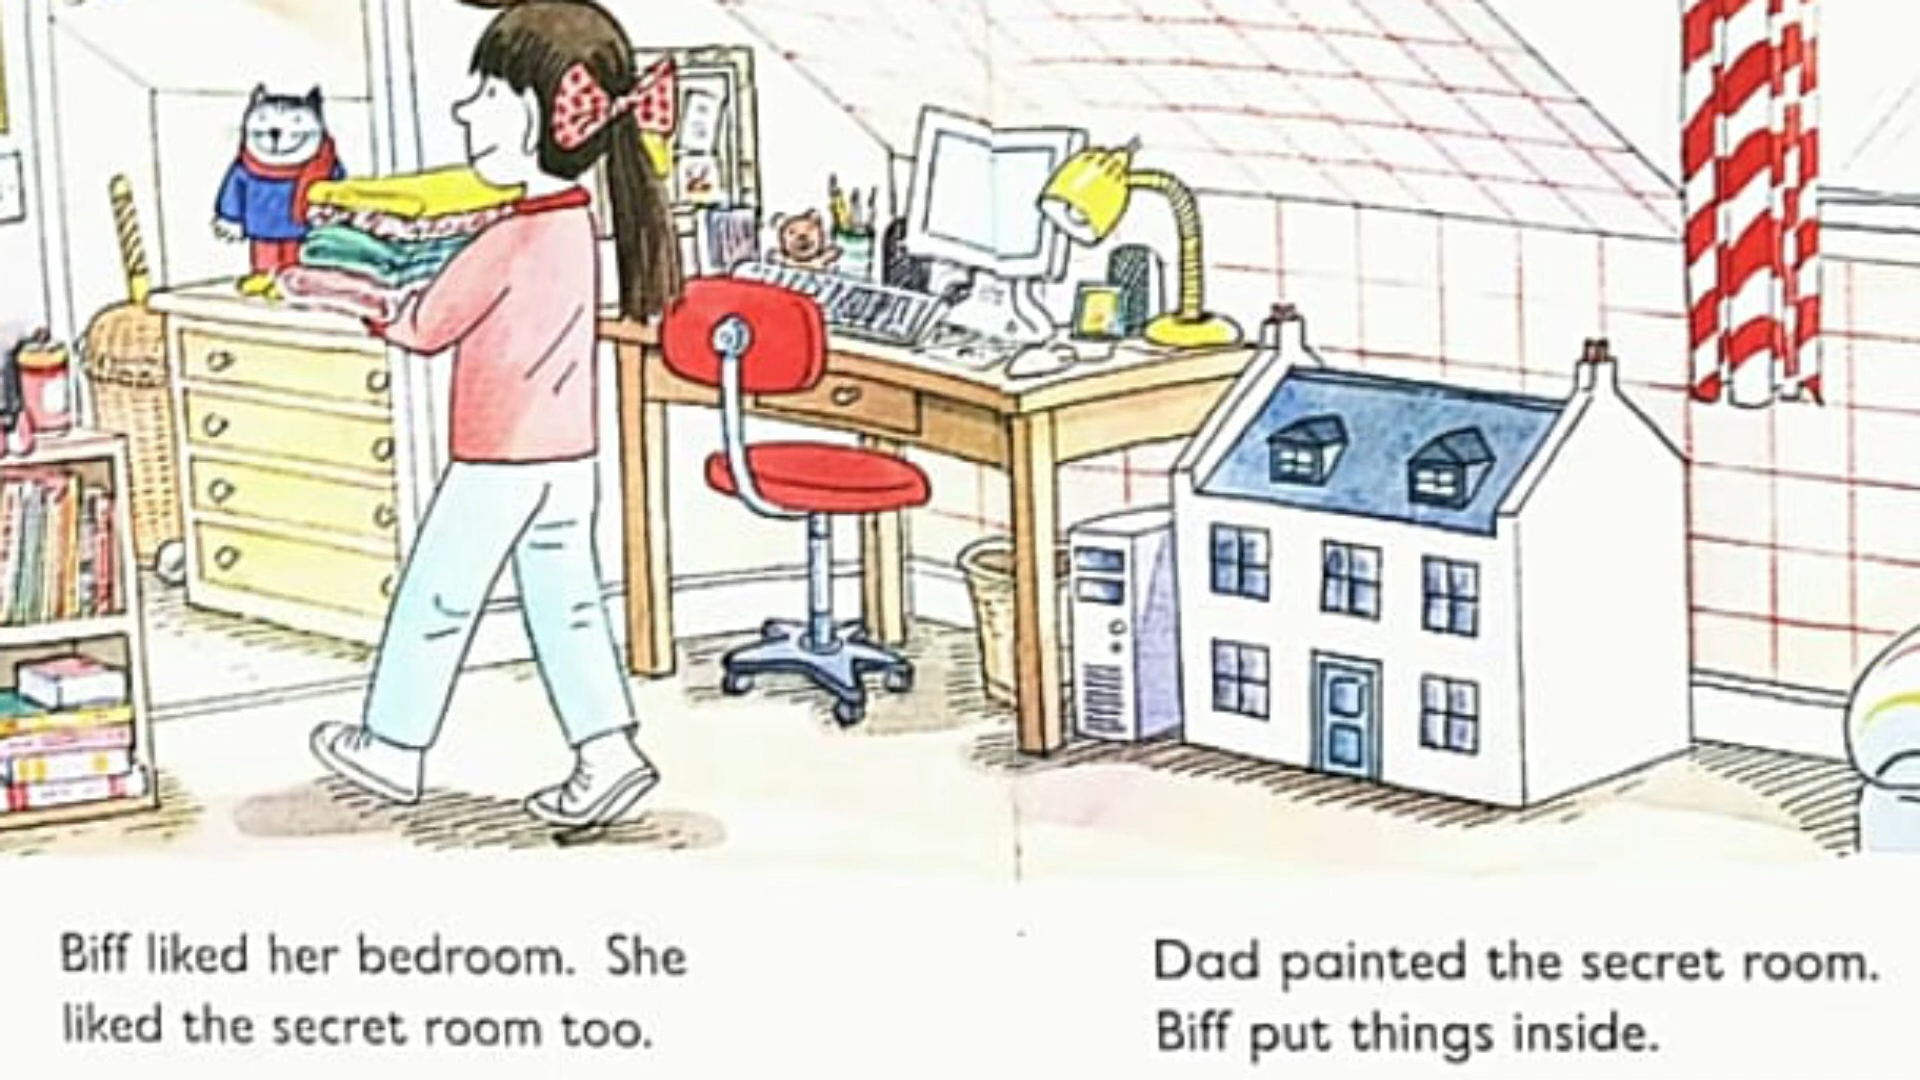 Biff liked her bedroom. She
liked the secret room too.
Dad painted the secret room.
Biff put things inside.